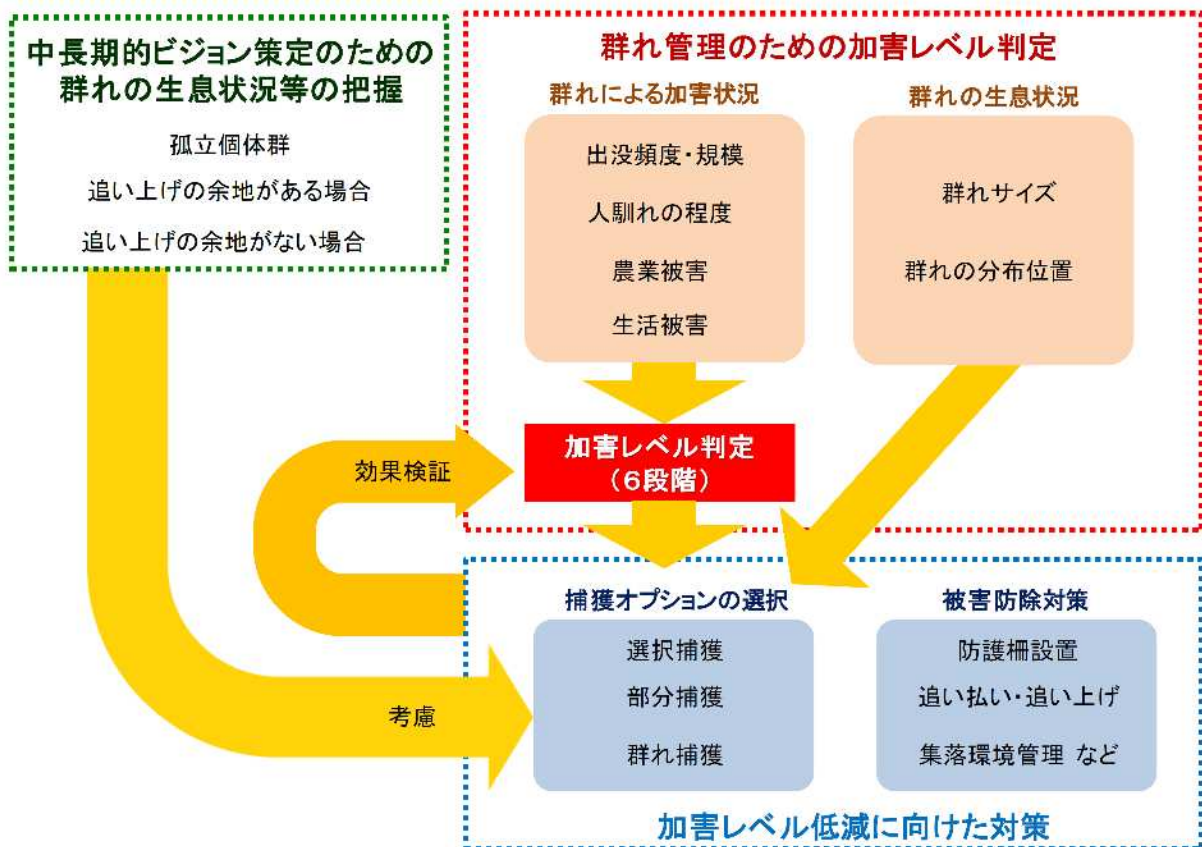 中長期的ビジョン策定のための
群れの生息状況等の把握
孤立個体群
追い上げの余地がある場合
追い上げの余地がない場合
群れ管理のための加害レベル判定
群れによる加害状況
出没頻度・規模
人馴れの程度
農業被害
生活被害
群れの生息状況
群れサイズ
群れの分布位置
加害レベル判定
(6段階)
効果検証
考慮
捕獲オプションの選択
選択捕獲
部分捕獲
群れ捕獲
被害防除対策
防護柵設置
追い払い・追い上げ
集落環境管理 など
加害レベル低減に向けた対策